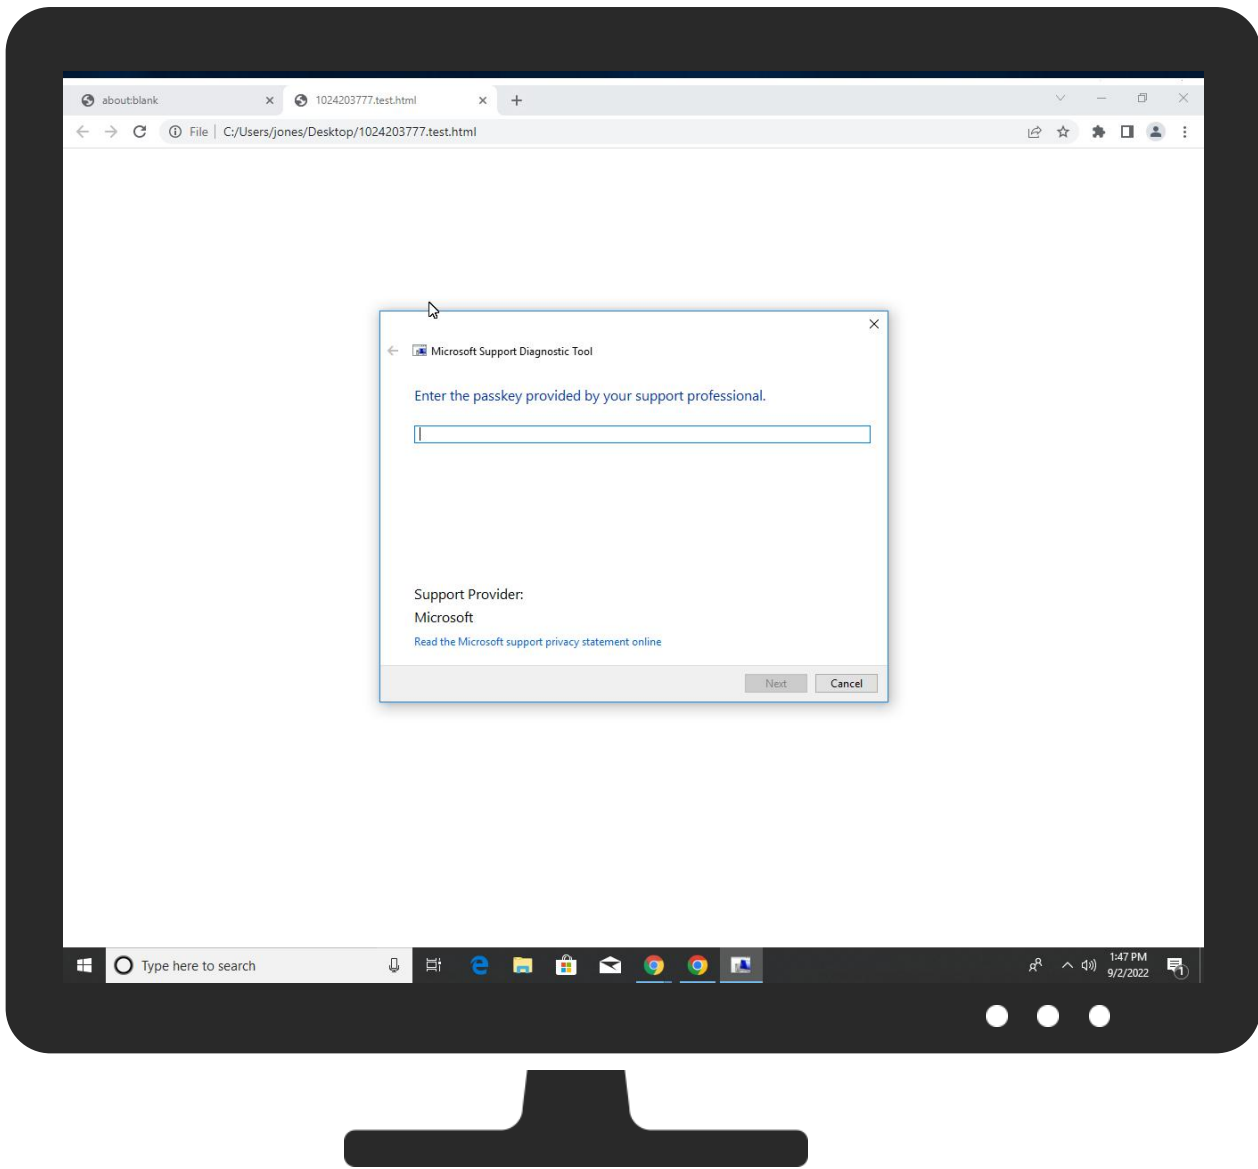 about:blank
1024203777.test.html
File
C:/Users/jones/Desktop/1024203777.test.html
Microsoft Support Diagnostic Tool
Enter the passkey provided by your support professional.
Support Provider:
Microsoft
Read the Microsoft support privacy statement online
Next
Cancel
Type here to search
1:47 PM
9/2/2022
1